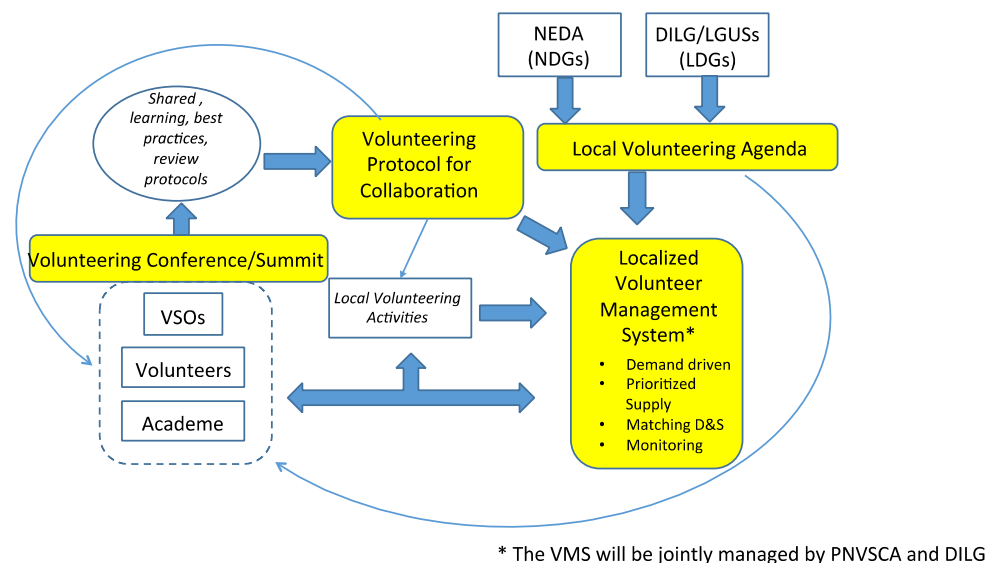 NEDA
(NDGs)
DILG/LGUSs
(LDGs)
Shared ,
learning, best
practices,
review
protocols
Volunteering
Protocol for
Collaboration
Local Volunteering Agenda
Volunteering Conference/Summit
Local Volunteering
Activities
Localized
Volunteer
Management
System*
• Demand driven
• Prioritized
Supply
• Matching D&S
• Monitoring
VSOs
Volunteers
Academe
* The VMS will be jointly managed by PNVSCA and DILG